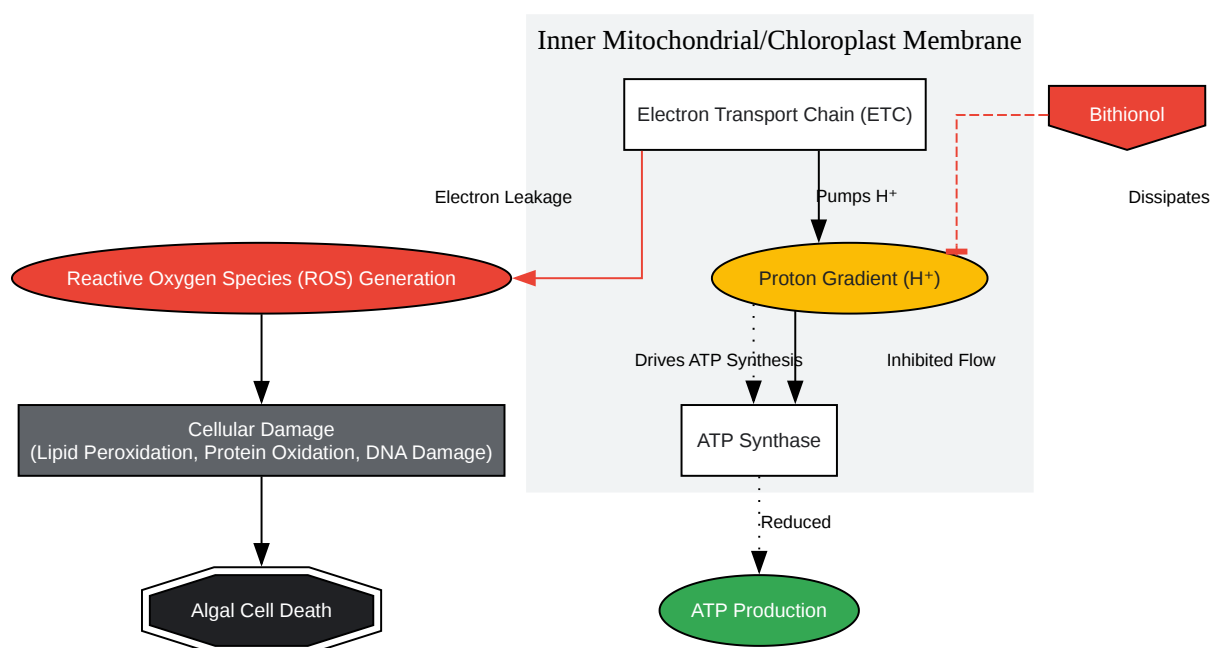 Inner Mitochondrial/Chloroplast Membrane
Electron Transport Chain (ETC)
Bithionol
Electron Leakage
Pumps H⁺
Dissipates
Reactive Oxygen Species (ROS) Generation
Proton Gradient (H⁺)
Drives ATP Synthesis
Inhibited Flow
Cellular Damage
(Lipid Peroxidation, Protein Oxidation, DNA Damage)
ATP Synthase
Reduced
Algal Cell Death
ATP Production